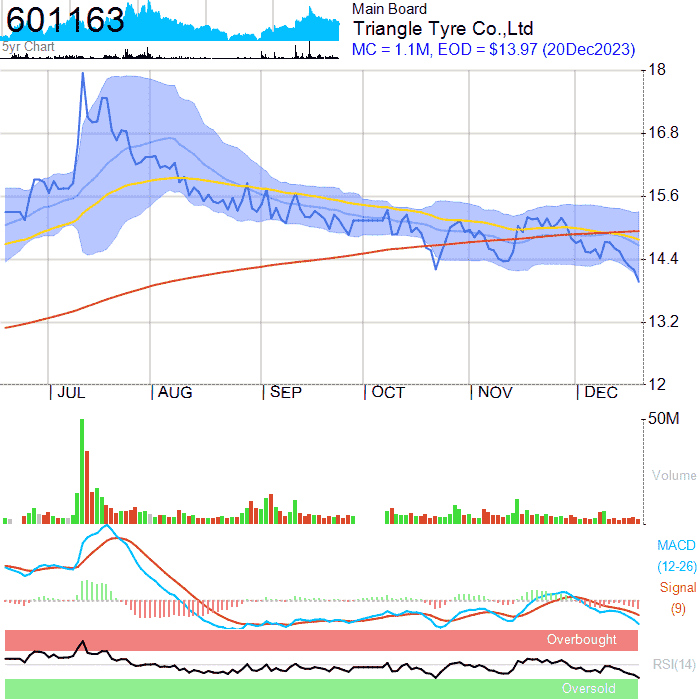 601163
5yr Chart
Main Board
Triangle Tyre Co.,Ltd
MC = 1.1M, EOD = $13.97 (20Dec2023)
18
16.8
15.6
14.4
13.2
12
JUL AUG SEP OCT NOV DEC
50M
Volume
MACD
(12-26)
Signal
(9)
Overbought
RSI(14)
Oversold